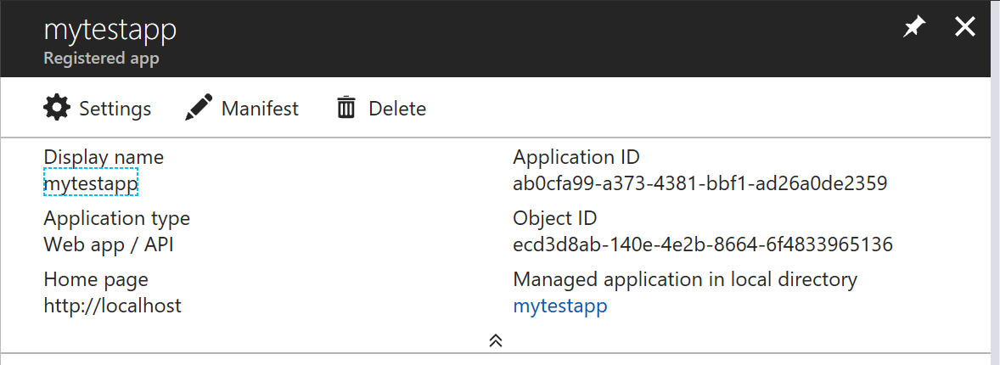 mytestapp
Registered app
Settings Manifest Delete
Display name
mytestapp
Application ID
ab0cfa99-a373-4381-bbf1-ad26a0de2359
Application type
Web app / API
Object ID
ecd3d8ab-140e-4e2b-8664-6f4833965136
Home page
http://localhost
Managed application in local directory
mytestapp